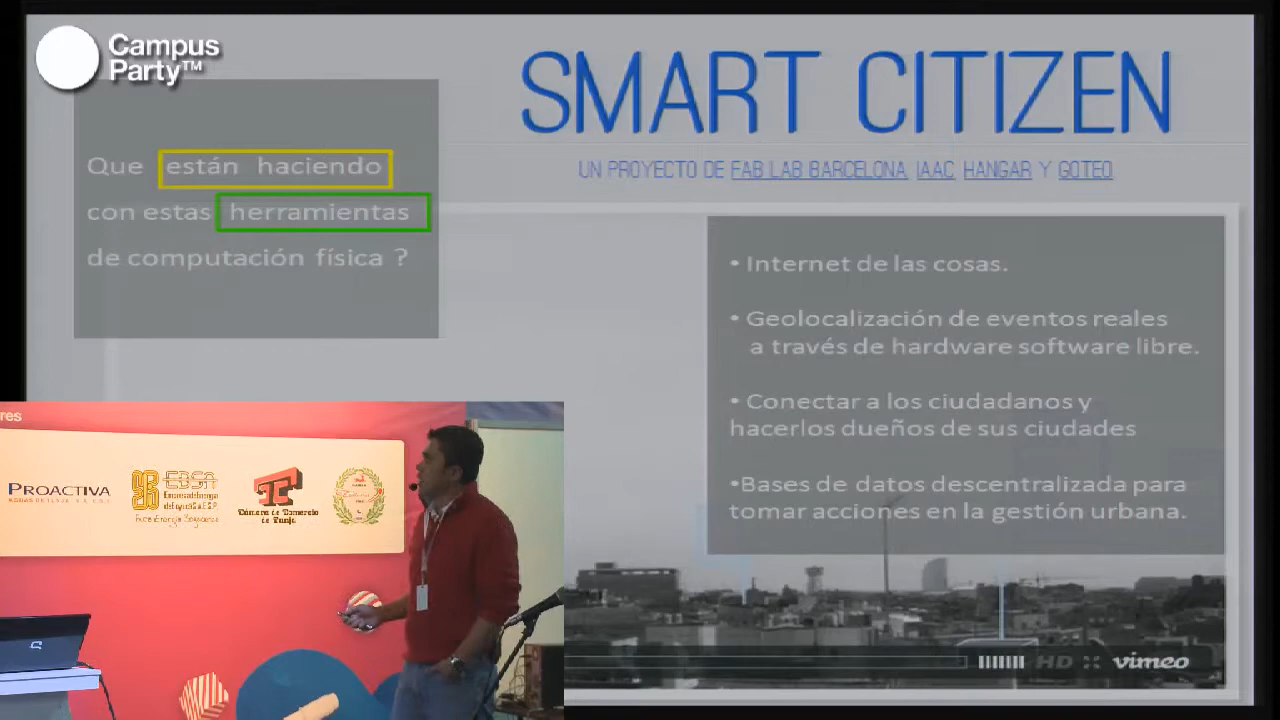 Campus
Party™
SMART CITIZEN
UN PROYECTO DE FAB LAB BARCELONA, IAAC, HANGAR Y GOTEO
Que están haciendo
con estas herramientas
de computación física ?
• Internet de las cosas.
• Geolocalización de eventos reales
a través de hardware software libre.
• Conectar a los ciudadanos y
hacerlos dueños de sus ciudades
•Bases de datos descentralizada para
tomar acciones en la gestión urbana.
res
PROACTIVA
EBSA
Cámara de Comercio
de Tunja
HD vimeo